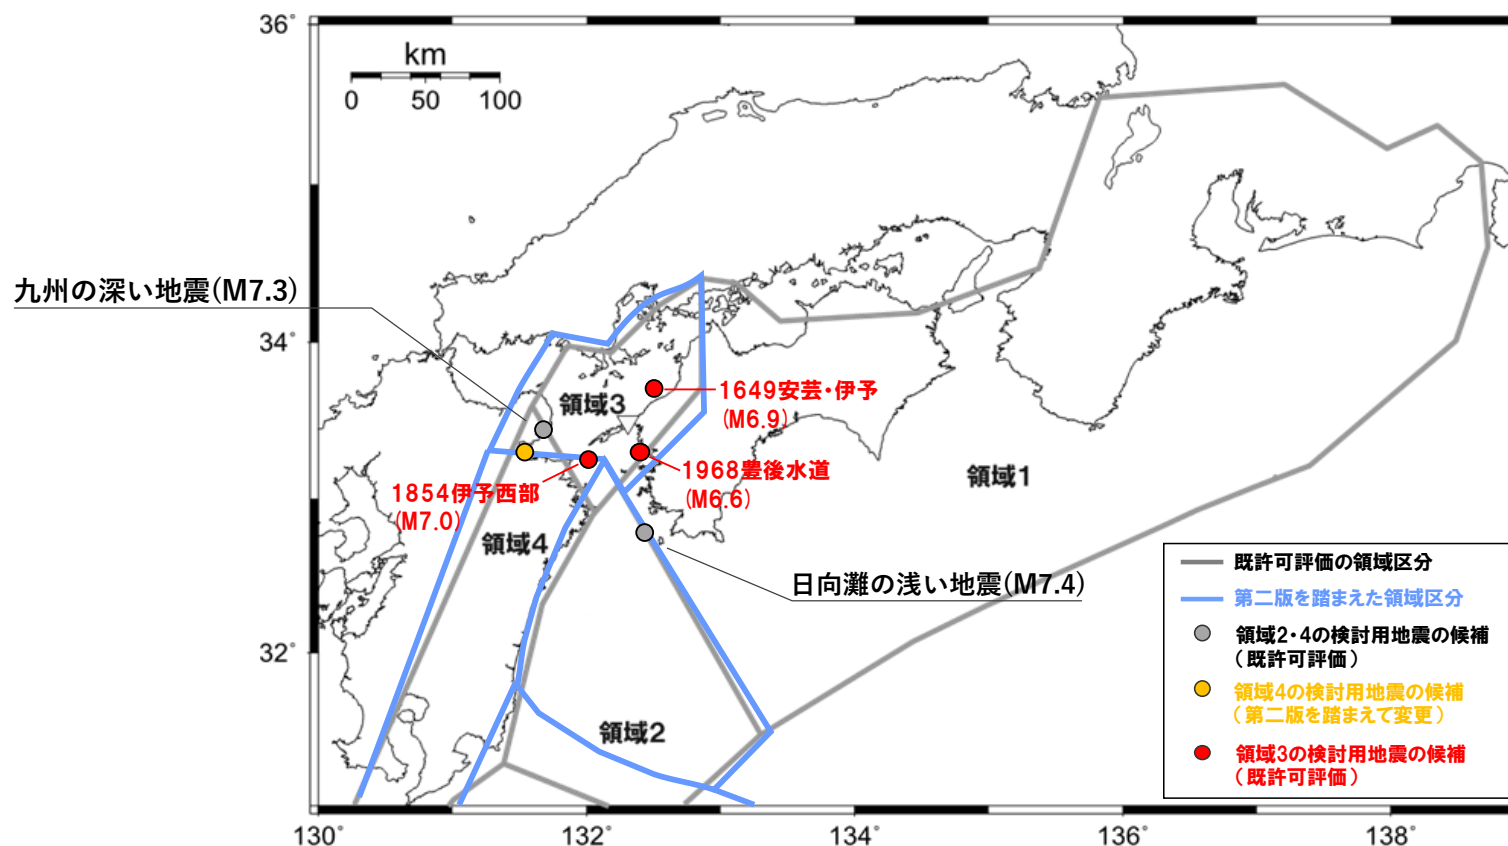 36°
km
0 50 100
九州の深い地震(M7.3)
34°
領域3
1649安芸・伊予
(M6.9)
1968豊後水道
(M6.6)
領域1
1854伊予西部
(M7.0)
領域4
日向灘の浅い地震(M7.4)
32°
領域2
既許可評価の領域区分
第二版を踏まえた領域区分
領域2・4の検討用地震の候補
(既許可評価)
領域4の検討用地震の候補
(第二版を踏まえて変更)
領域3の検討用地震の候補
(既許可評価)
130° 132° 134° 136° 138°